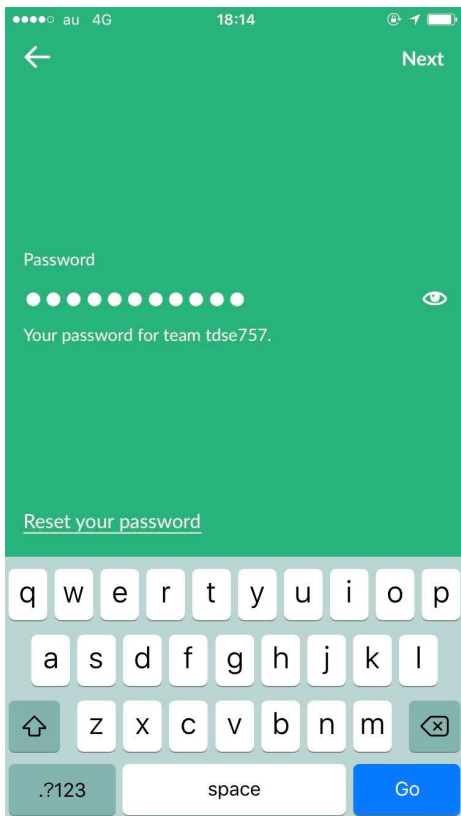 au 4G 18:14
Next
Password
●●●●●●●●●●●
Your password for team tdse757.
Reset your password
q w e r t y u i o p
a s d f g h j k l
z x c v b n m
.?123 space Go